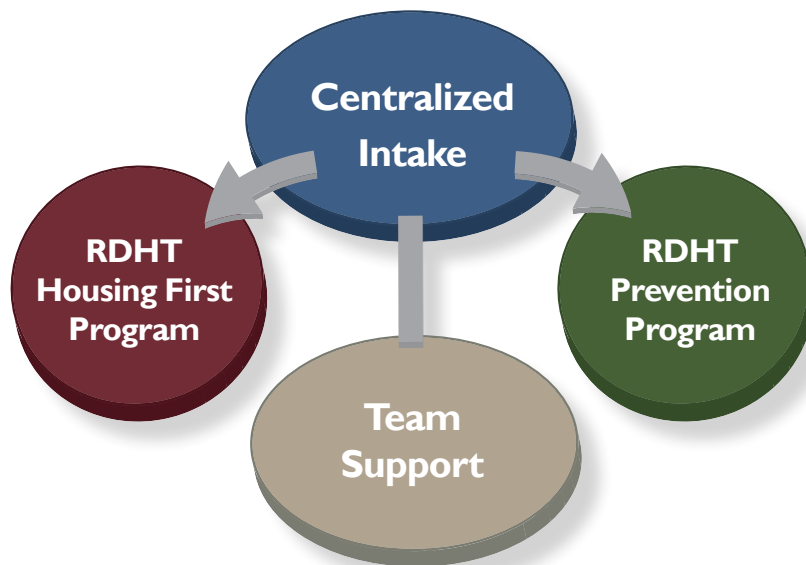 Centralized
Intake
RDHT
Housing First
Program
RDHT
Prevention
Program
Team
Support